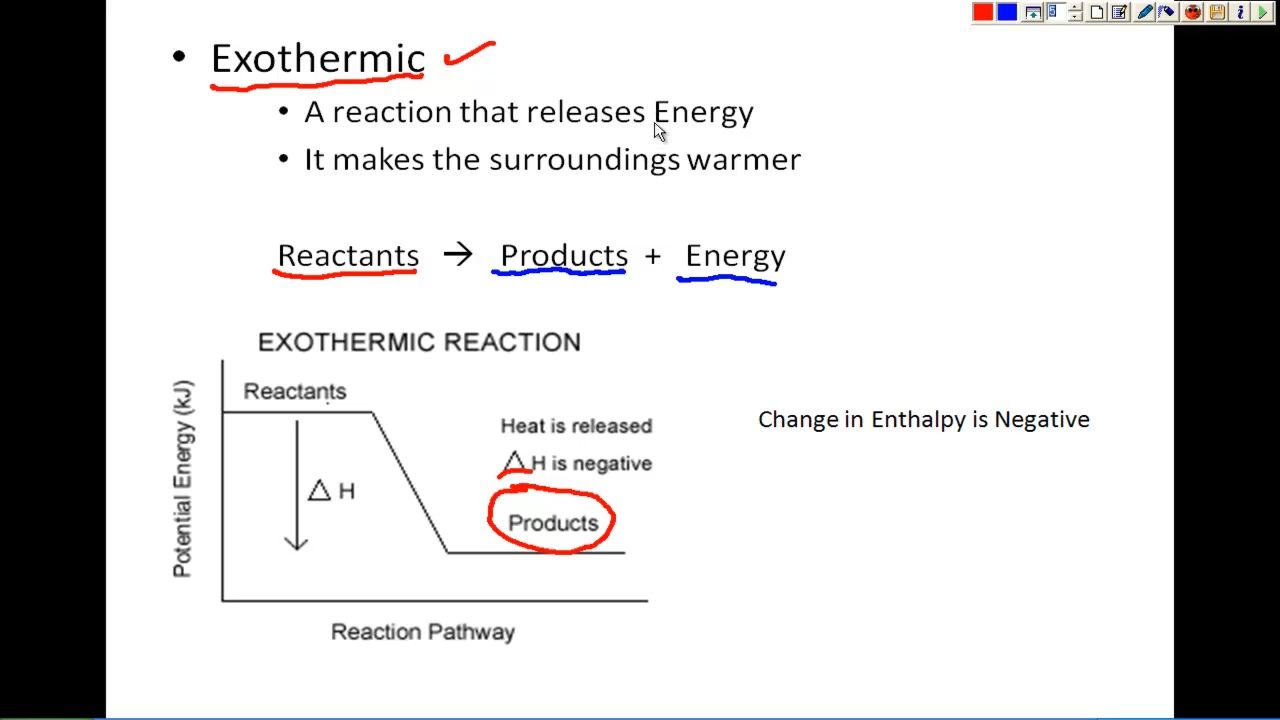 • Exothermic
• A reaction that releases Energy
• It makes the surroundings warmer
Reactants → Products + Energy
EXOTHERMIC REACTION
Potential Energy (kJ)
Reactants
△ H
Heat is released
△ H is negative
Products
Reaction Pathway
Change in Enthalpy is Negative